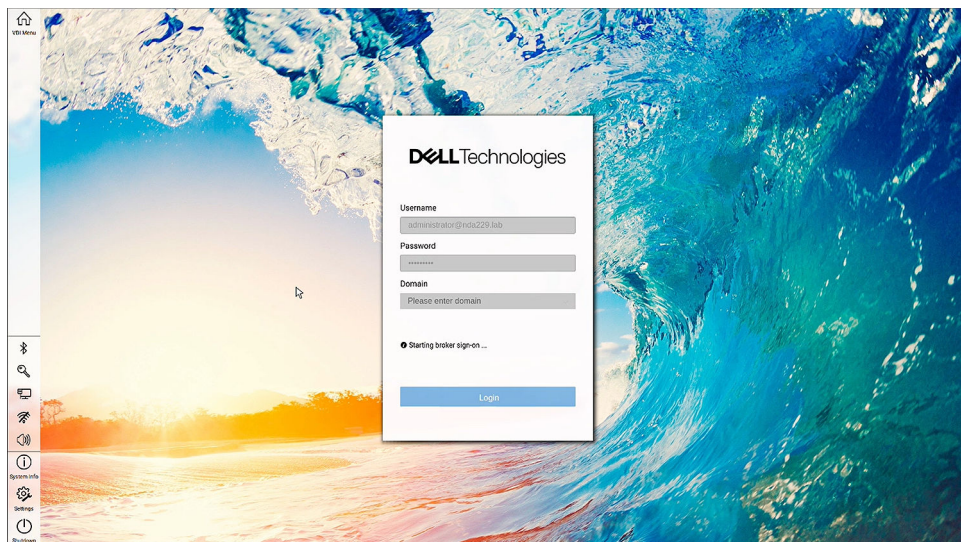 VDI Menu
DELLTechnologies
Username
administrator@nda229.lab
Password
Domain
Please enter domain
Starting broker sign-on ...
Login
System Info
Settings
Shutdown